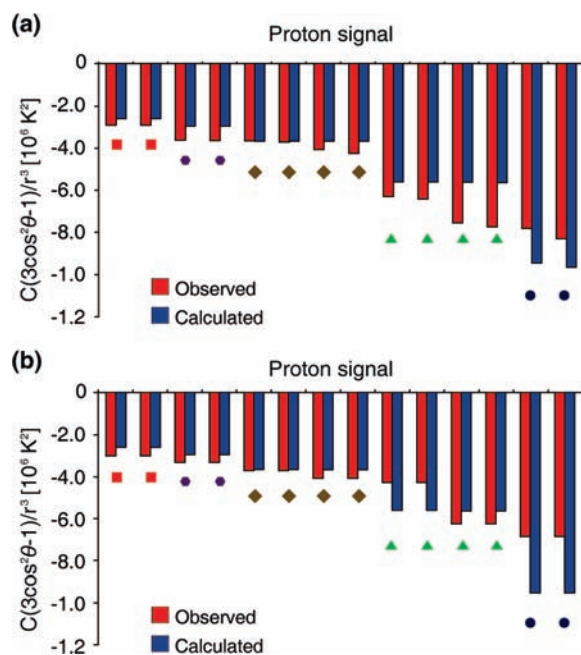 (a)
Proton signal
0
-2.0
-4.0
-6.0
-8.0
-1.0
-1.2
C(3cos²θ-1)/r³ [10⁶ K²]
Observed
Calculated
(b)
Proton signal
0
-2.0
-4.0
-6.0
-8.0
-1.0
-1.2
C(3cos²θ-1)/r³ [10⁶ K²]
Observed
Calculated